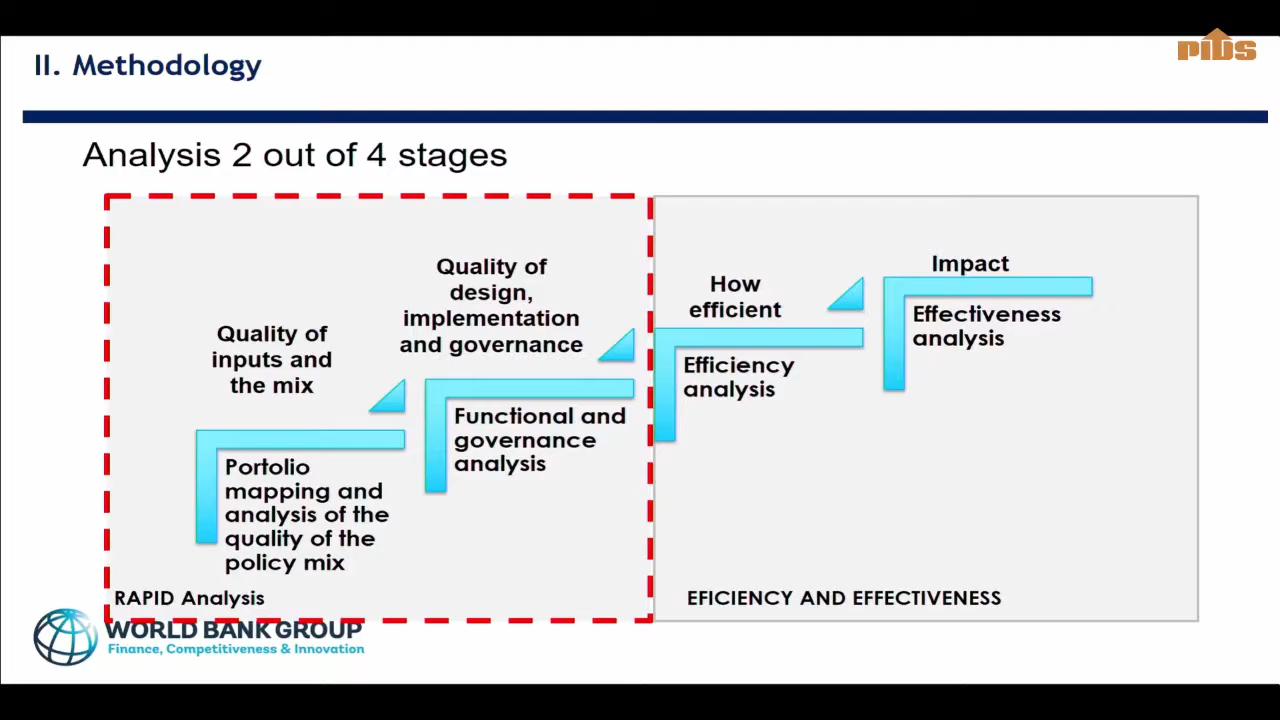 PIDS
II. Methodology
Analysis 2 out of 4 stages
Quality of
inputs and
the mix
Portolio
mapping and
analysis of the
quality of the
policy mix
Quality of
design,
implementation
and governance
Functional and
governance
analysis
RAPID Analysis
How
efficient
Efficiency
analysis
Impact
Effectiveness
analysis
EFICIENCY AND EFFECTIVENESS
WORLD BANK GROUP
Finance, Competitiveness & Innovation